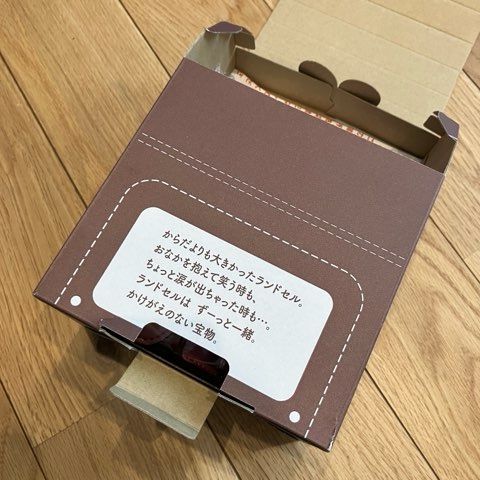 からだよりも大きかったランドセル。
おなかを抱えて笑う時も、
ちょっと涙が出ちゃった時も…。
ランドセルは ずーっと一緒。
かけがえのない宝物。